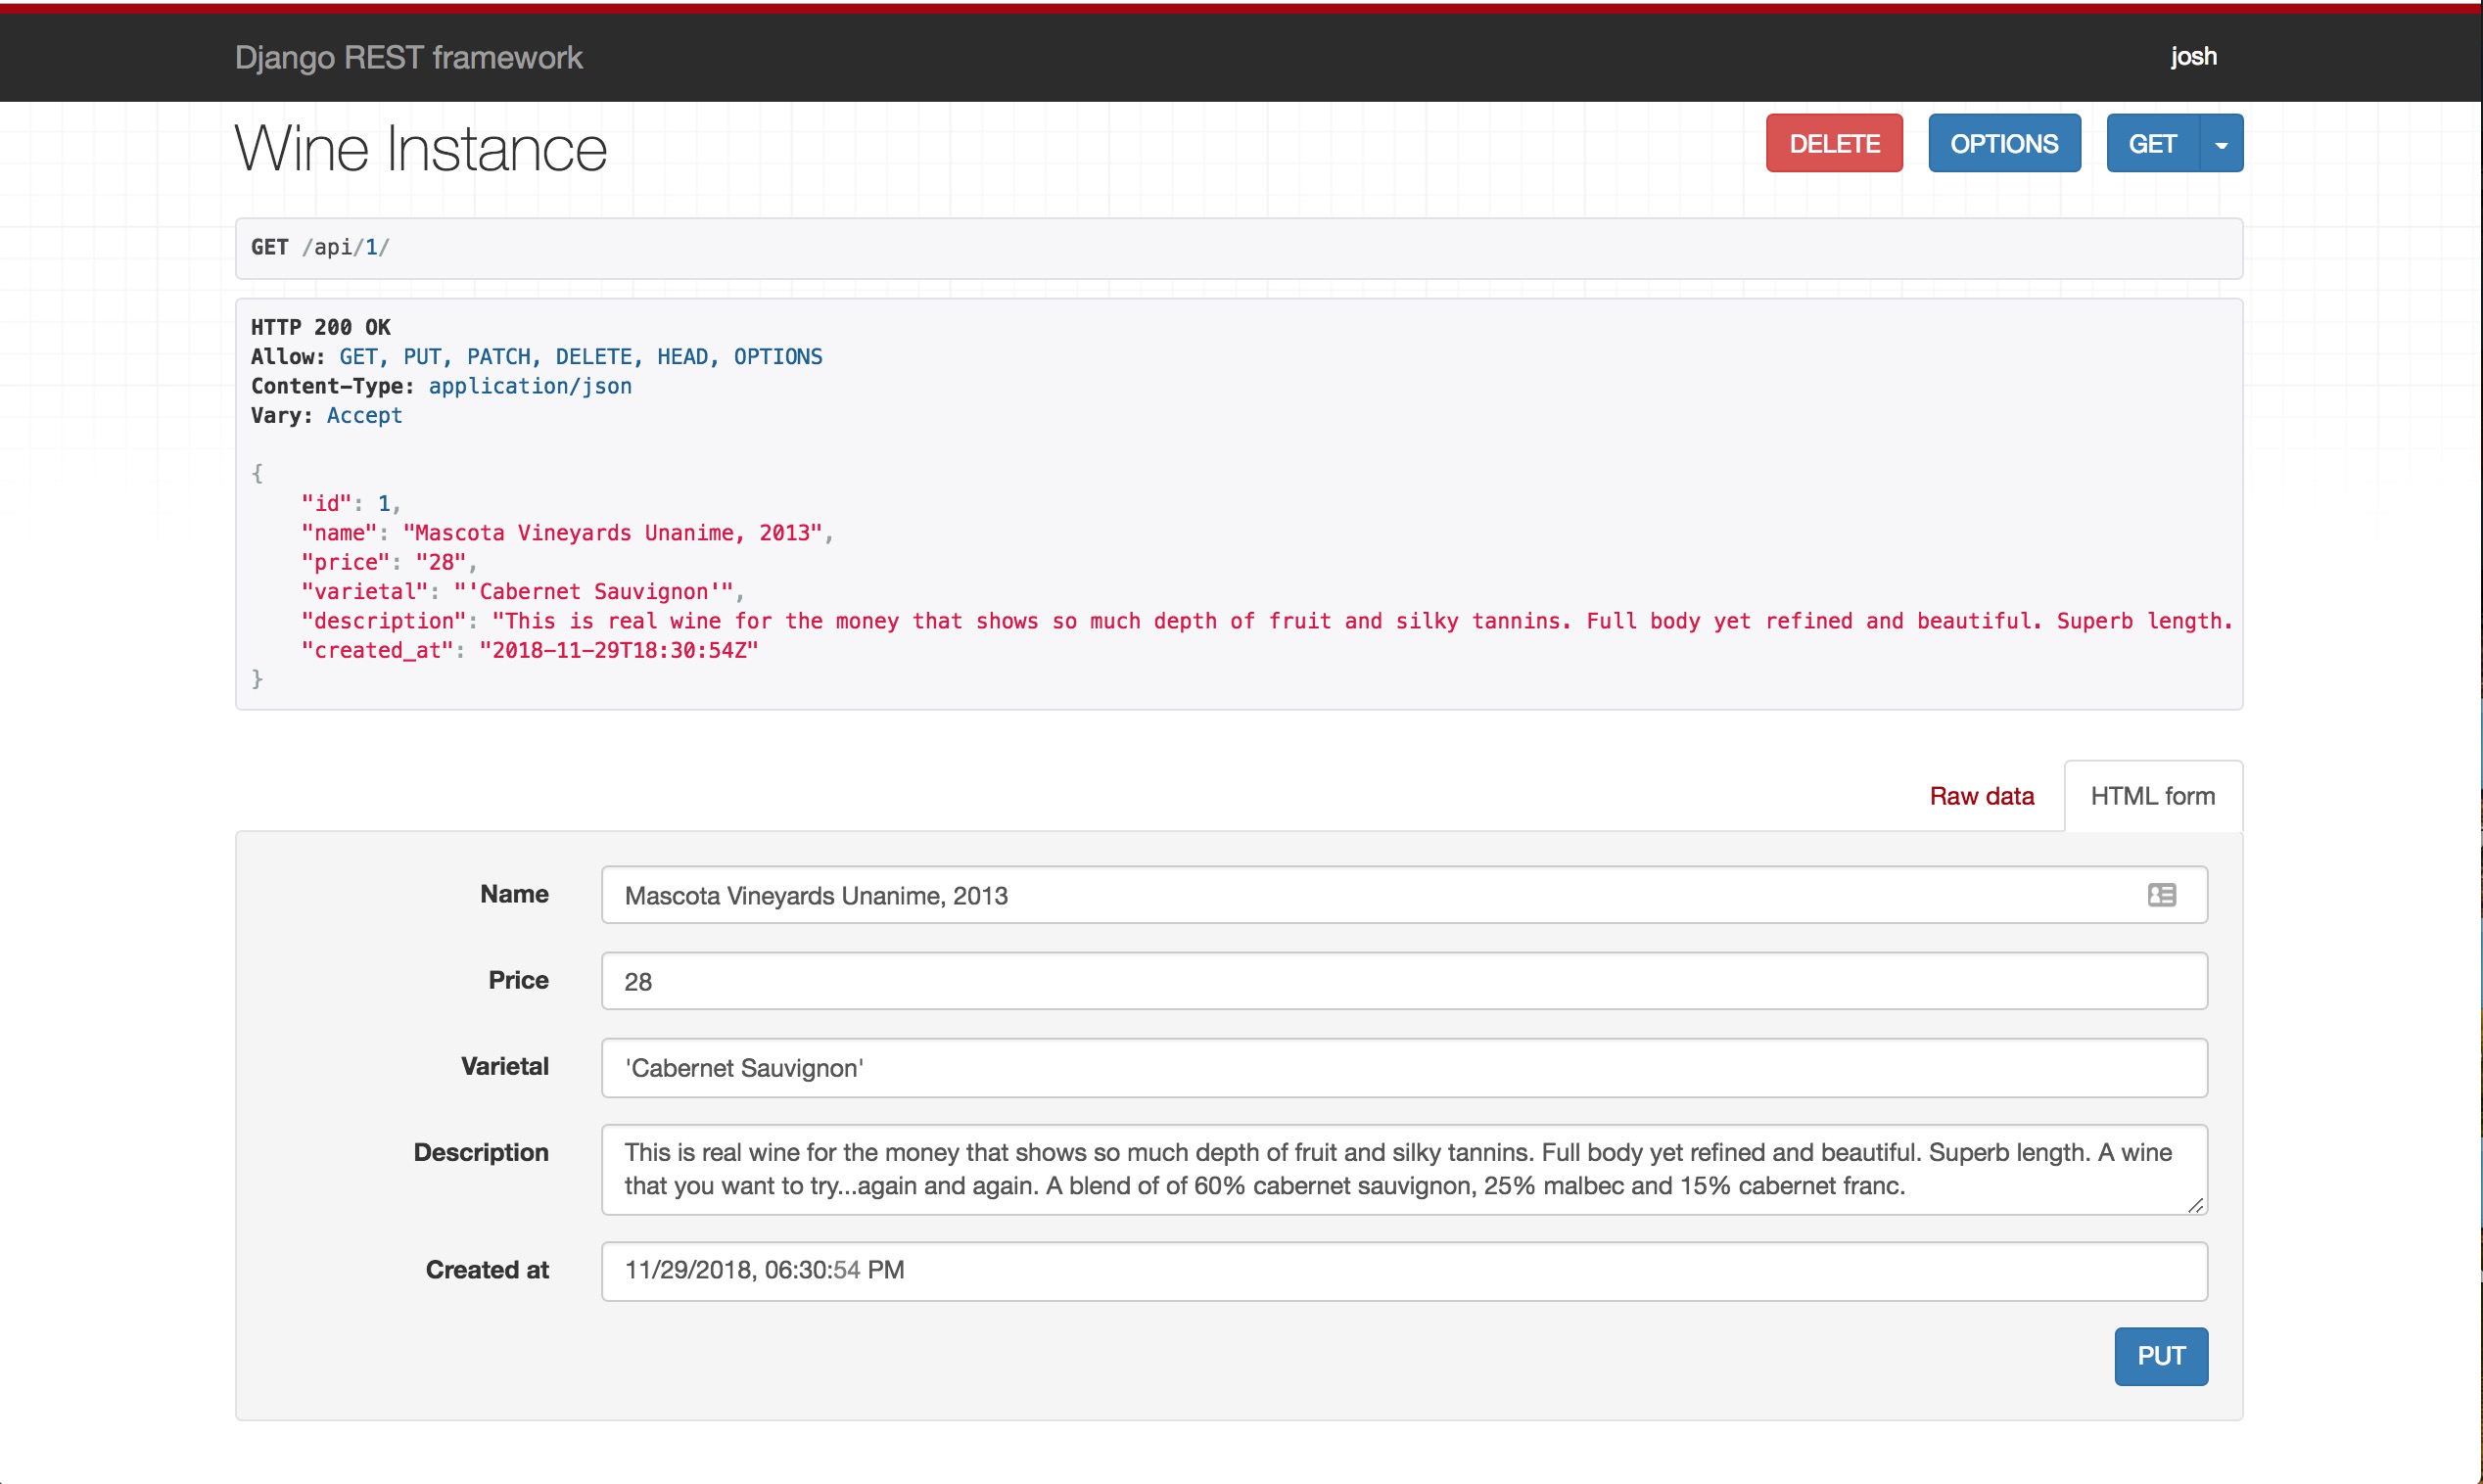 Django REST framework
josh
Wine Instance
DELETE
OPTIONS
GET
GET /api/1/
HTTP 200 OK
Allow: GET, PUT, PATCH, DELETE, HEAD, OPTIONS
Content-Type: application/json
Vary: Accept
{
"id": 1,
"name": "Mascota Vineyards Unanime, 2013",
"price": "28",
"varietal": "'Cabernet Sauvignon'",
"description": "This is real wine for the money that shows so much depth of fruit and silky tannins. Full body yet refined and beautiful. Superb length.
"created_at": "2018-11-29T18:30:54Z"
}
Raw data
HTML form
Name
Mascota Vineyards Unanime, 2013
Price
28
Varietal
'Cabernet Sauvignon'
Description
This is real wine for the money that shows so much depth of fruit and silky tannins. Full body yet refined and beautiful. Superb length. A wine
that you want to try...again and again. A blend of of 60% cabernet sauvignon, 25% malbec and 15% cabernet franc.
Created at
11/29/2018, 06:30:54 PM
PUT